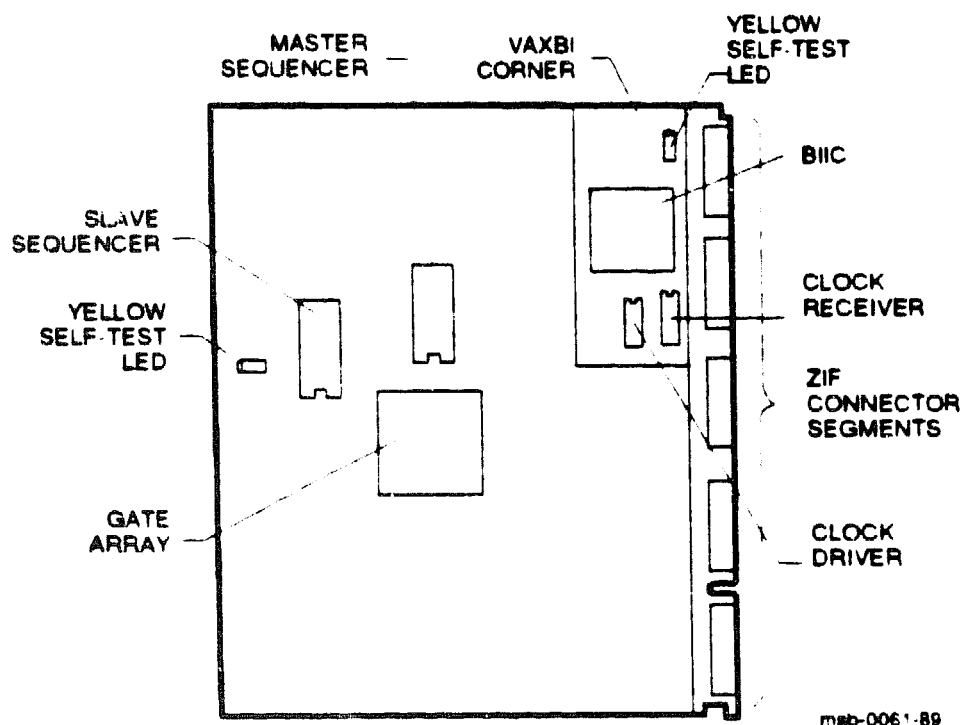 MASTER
SEQUENCER
VAXBI
CORNER
YELLOW
SELF-TEST
LED
BIIC
SLAVE
SEQUENCER
CLOCK
RECEIVER
YELLOW
SELF-TEST
LED
ZIF
CONNECTOR
SEGMENTS
GATE
ARRAY
CLOCK
DRIVER
msb-0061-89